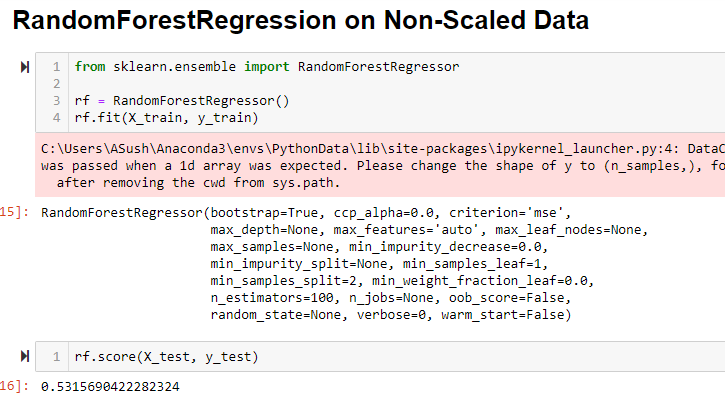 RandomForestRegression on Non-Scaled Data
1 from sklearn.ensemble import RandomForestRegressor
2
3 rf = RandomForestRegressor()
4 rf.fit(X_train, y_train)
C:\Users\ASush\Anaconda3\envs\PythonData\lib\site-packages\ipykernel_launcher.py:4: DataC
was passed when a 1d array was expected. Please change the shape of y to (n_samples,), fo
after removing the cwd from sys.path.
15]: RandomForestRegressor(bootstrap=True, ccp_alpha=0.0, criterion='mse',
max_depth=None, max_features='auto', max_leaf_nodes=None,
max_samples=None, min_impurity_decrease=0.0,
min_impurity_split=None, min_samples_leaf=1,
min_samples_split=2, min_weight_fraction_leaf=0.0,
n_estimators=100, n_jobs=None, oob_score=False,
random_state=None, verbose=0, warm_start=False)
1 rf.score(X_test, y_test)
16]: 0.5315690422282324